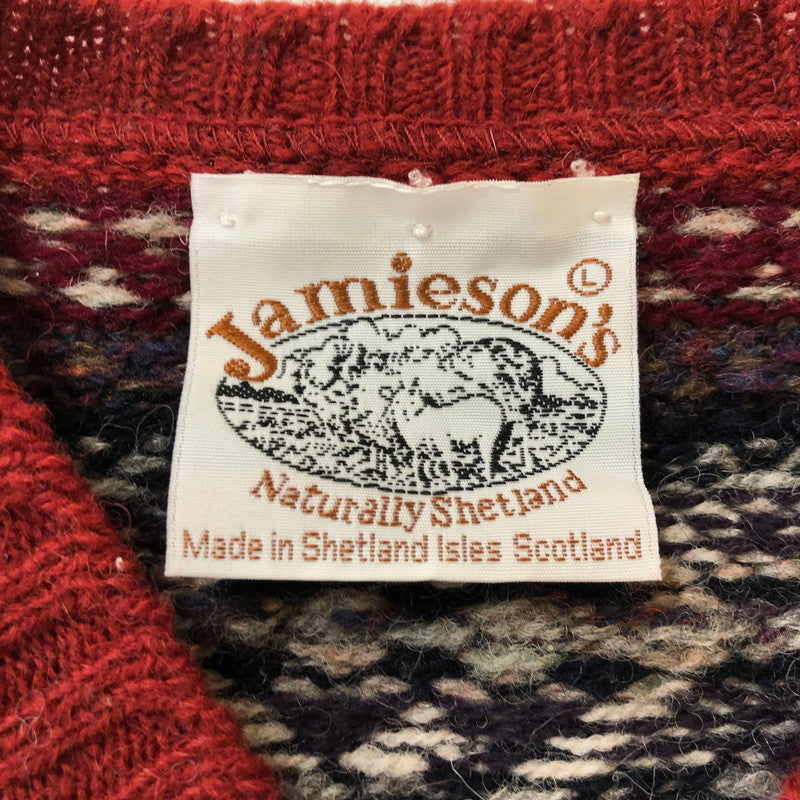 Jamieson's
L
Naturally Shetland
Made in Shetland Isles Scotland